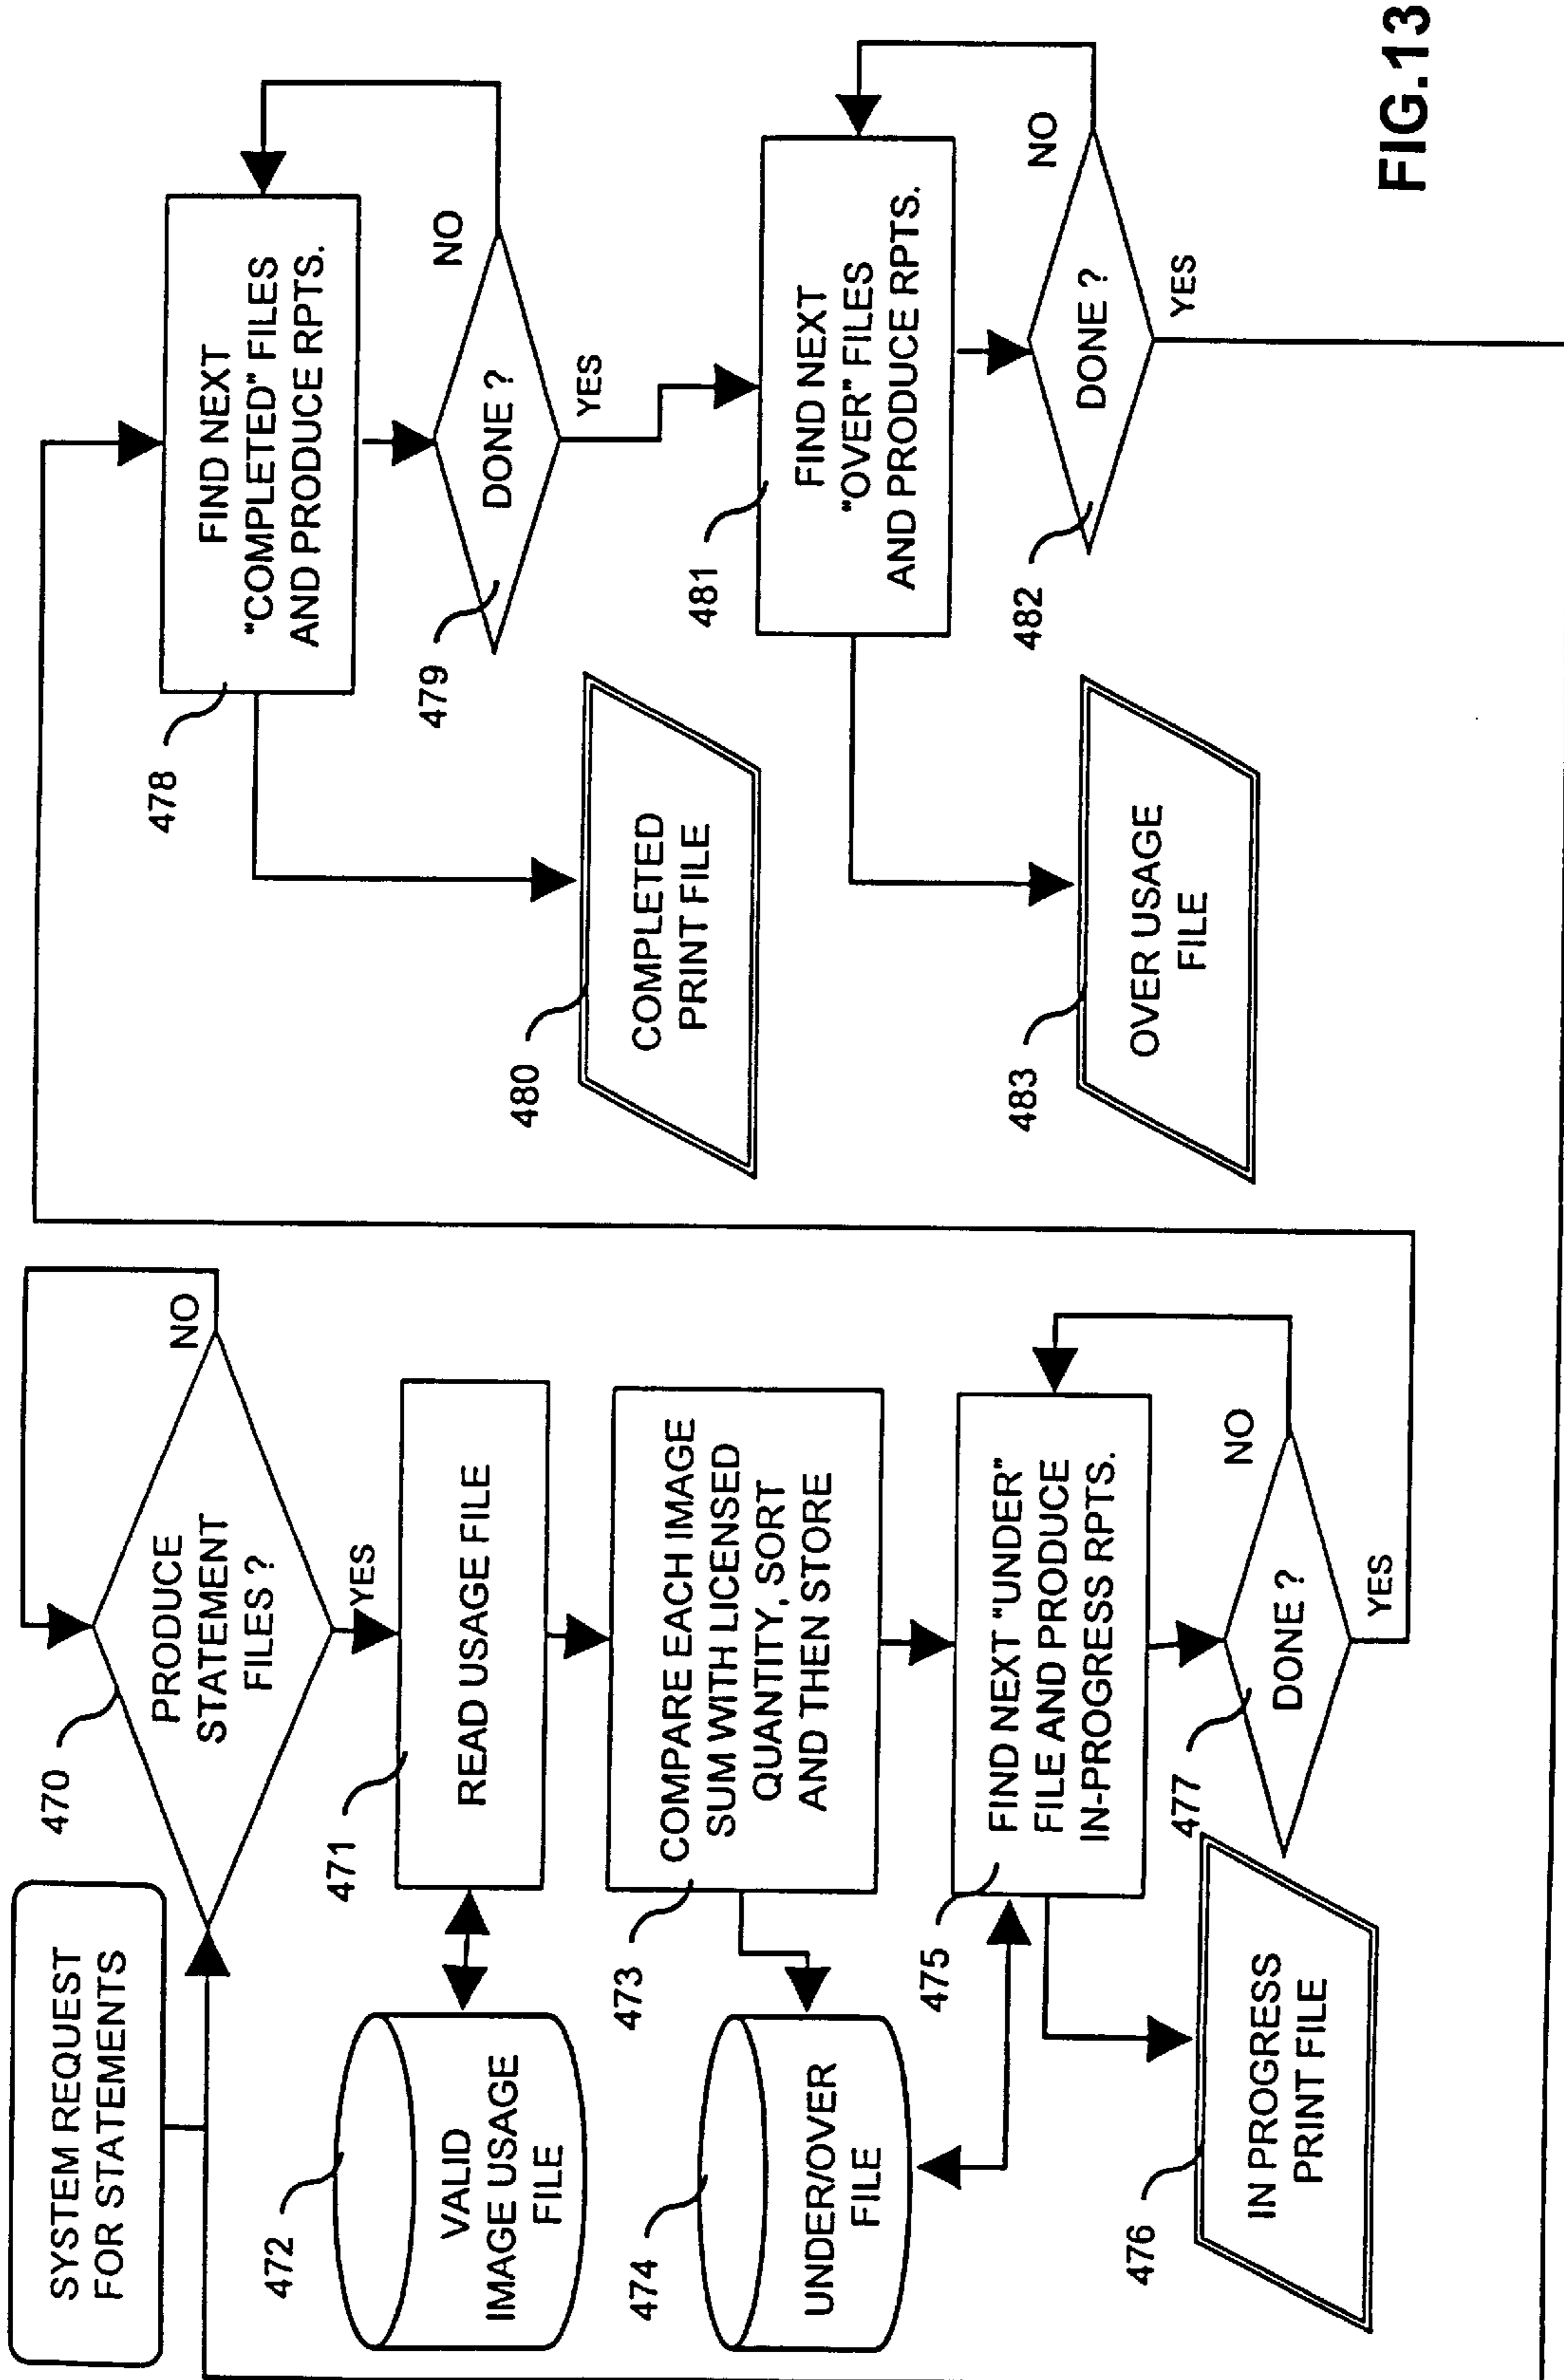 SYSTEM REQUEST
FOR STATEMENTS
470
PRODUCE
STATEMENT
FILES ?
NO
YES
471
READ USAGE FILE
472
VALID
IMAGE USAGE
FILE
473
COMPARE EACH IMAGE
SUM WITH LICENSED
QUANTITY, SORT
AND THEN STORE
474
UNDER/OVER
FILE
475
FIND NEXT "UNDER"
FILE AND PRODUCE
IN-PROGRESS RPTS.
476
IN PROGRESS
PRINT FILE
477
DONE ?
NO
YES
478
FIND NEXT
"COMPLETED" FILES
AND PRODUCE RPTS.
479
DONE ?
NO
YES
480
COMPLETED
PRINT FILE
481
FIND NEXT
"OVER" FILES
AND PRODUCE RPTS.
482
DONE ?
NO
YES
483
OVER USAGE
FILE
FIG.13